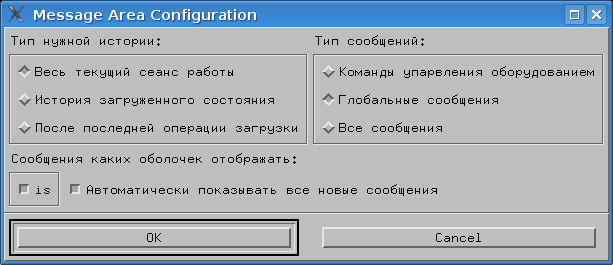 Message Area Configuration
Тип нужной истории:
Весь текущий сеанс работы
История загруженного состояния
После последней операции загрузки
Тип сообщений:
Команды упарвления оборудованием
Глобальные сообщения
Все сообщения
Сообщения каких оболочек отображать:
is Автоматически показывать все новые сообщения
OK Cancel